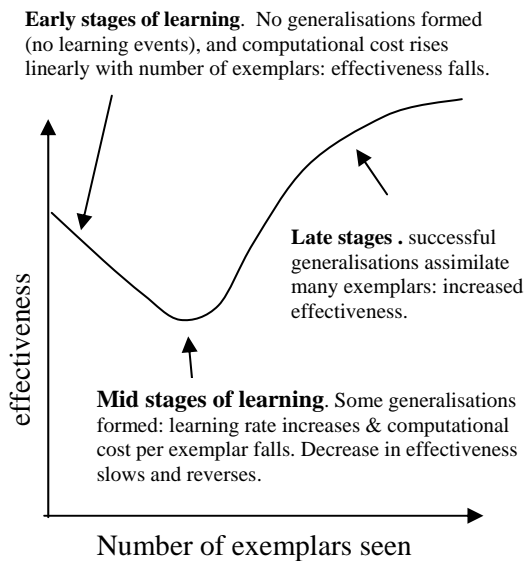 Early stages of learning. No generalisations formed
(no learning events), and computational cost rises
linearly with number of exemplars: effectiveness falls.
Late stages . successful
generalisations assimilate
many exemplars: increased
effectiveness.
effectiveness
Mid stages of learning. Some generalisations
formed: learning rate increases & computational
cost per exemplar falls. Decrease in effectiveness
slows and reverses.
Number of exemplars seen